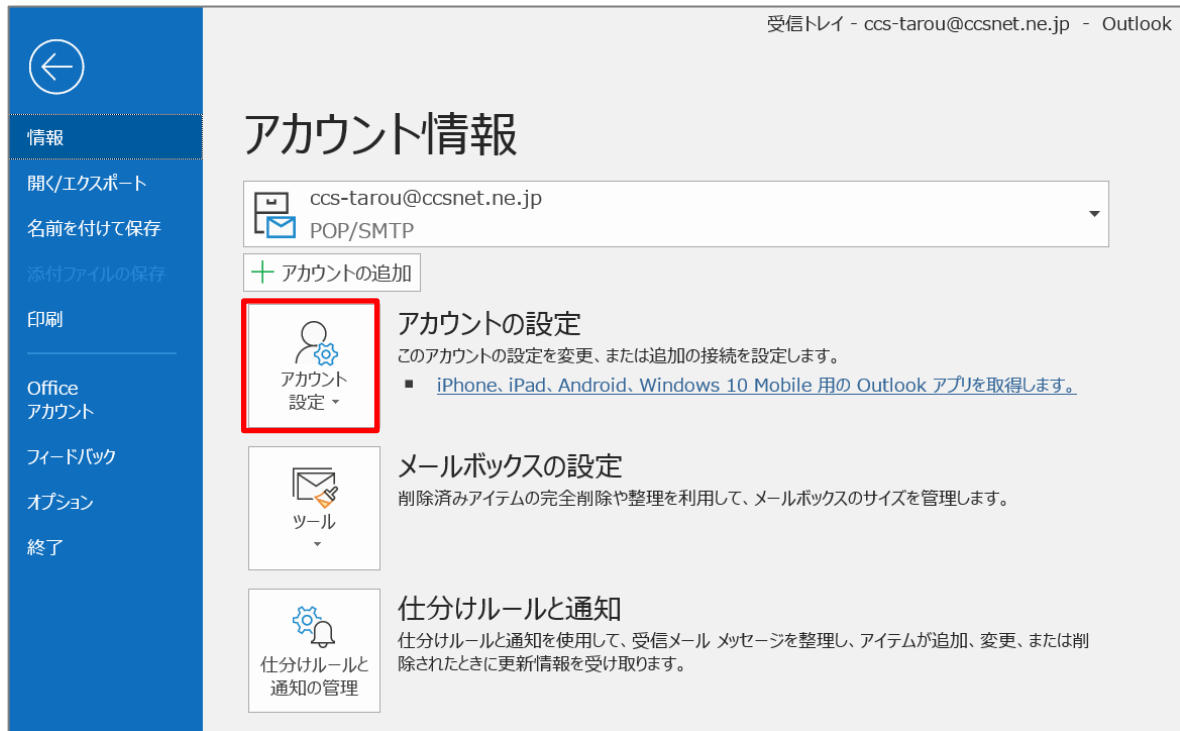 受信トレイ - ccs-tarou@ccsnet.ne.jp - Outlook
情報
開く/エクスポート
名前を付けて保存
添付ファイルの保存
印刷
Office
アカウント
フィードバック
オプション
終了
アカウント情報
ccs-tarou@ccsnet.ne.jp
POP/SMTP
アカウントの追加
アカウント
設定
アカウントの設定
このアカウントの設定を変更、または追加の接続を設定します。
iPhone、iPad、Android、Windows 10 Mobile 用の Outlook アプリを取得します。
ツール
メールボックスの設定
削除済みアイテムの完全削除や整理を利用して、メールボックスのサイズを管理します。
仕分けルールと
通知の管理
仕分けルールと通知
仕分けルールと通知を使用して、受信メール メッセージを整理し、アイテムが追加、変更、または削
除されたときに更新情報を受け取ります。